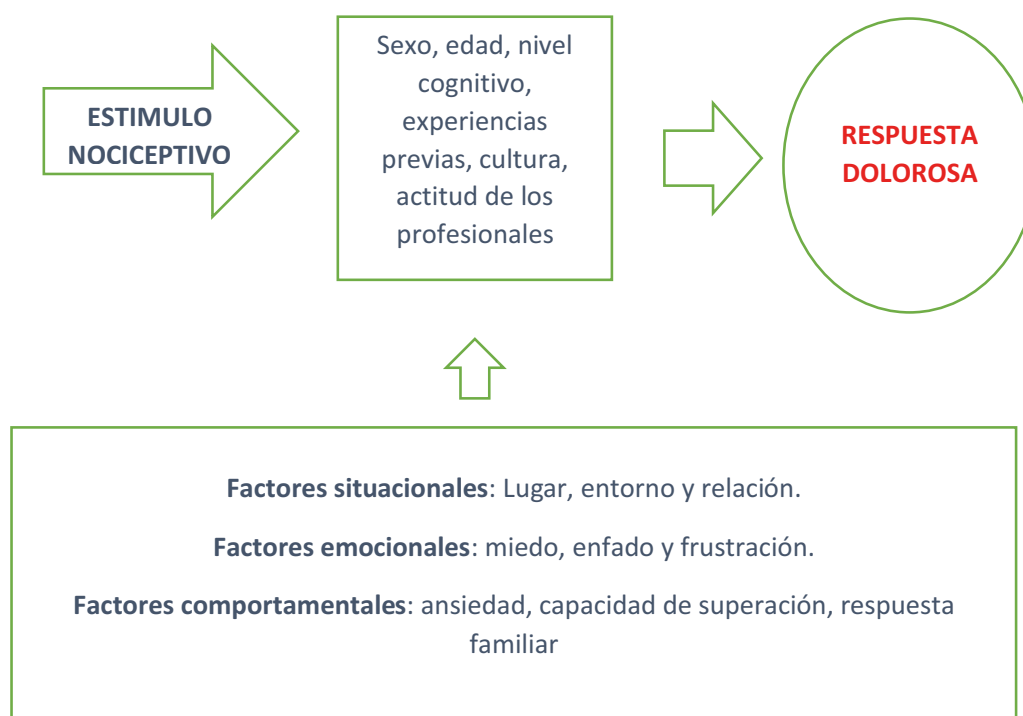 ESTIMULO
NOCICEPTIVO
Sexo, edad, nivel
cognitivo,
experiencias
previas, cultura,
actitud de los
profesionales
RESPUESTA
DOLOROSA
Factores situacionales: Lugar, entorno y relación.
Factores emocionales: miedo, enfado y frustración.
Factores comportamentales: ansiedad, capacidad de superación, respuesta
familiar